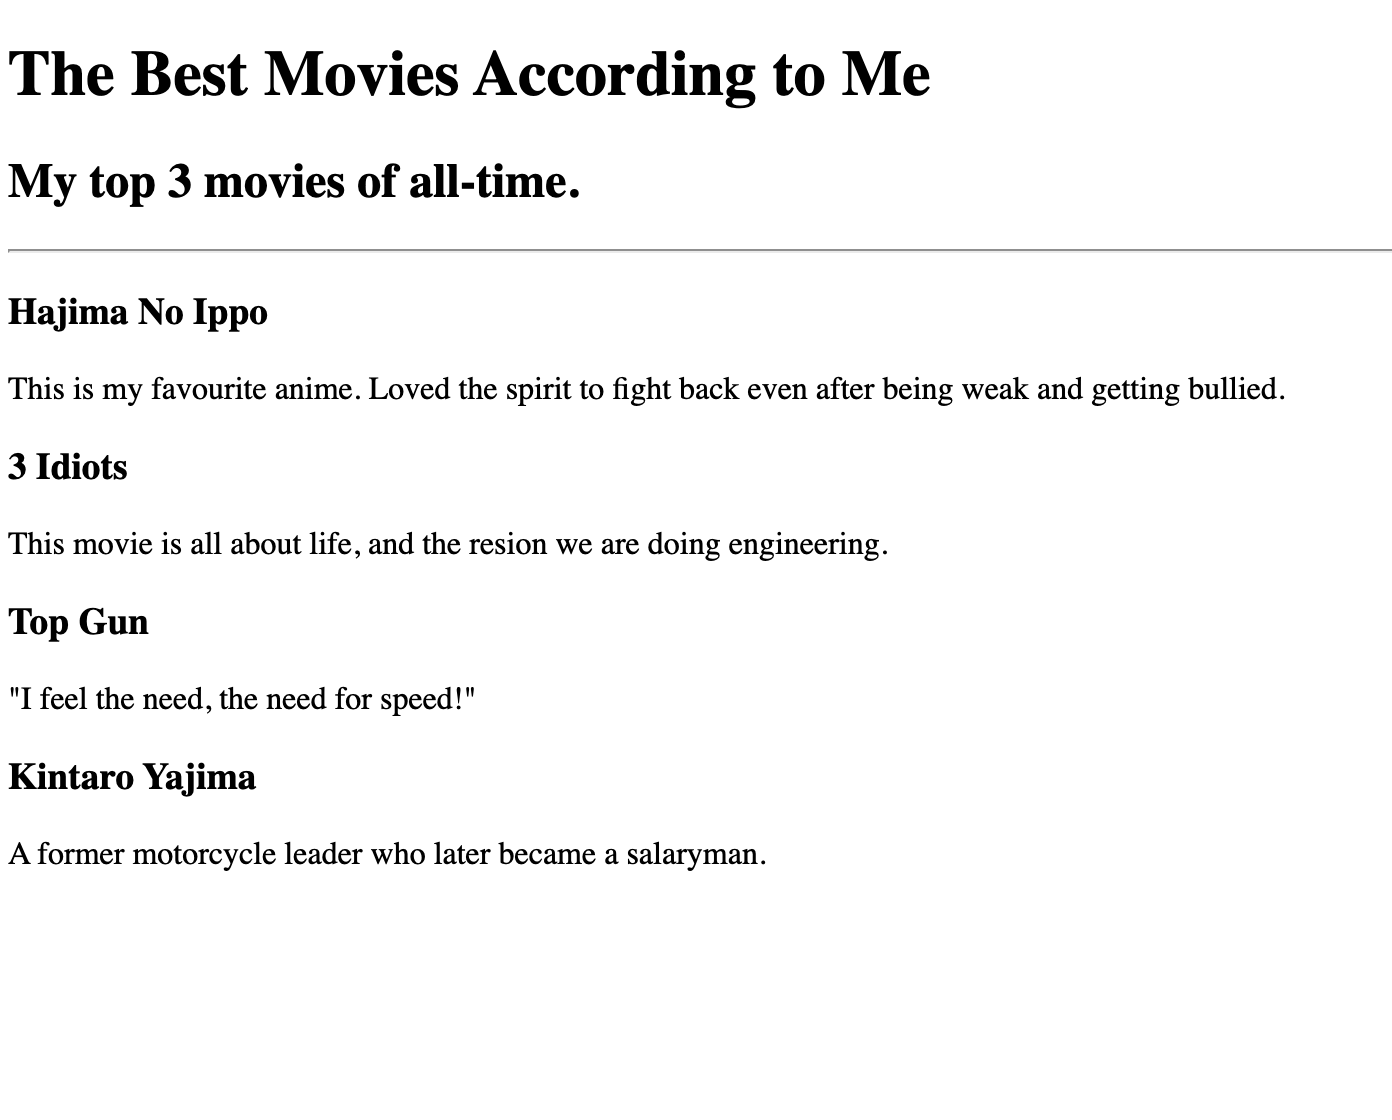 The Best Movies According to Me
My top 3 movies of all-time.
Hajima No Ippo
This is my favourite anime. Loved the spirit to fight back even after being weak and getting bullied.
3 Idiots
This movie is all about life, and the resion we are doing engineering.
Top Gun
"I feel the need, the need for speed!"
Kintaro Yajima
A former motorcycle leader who later became a salaryman.